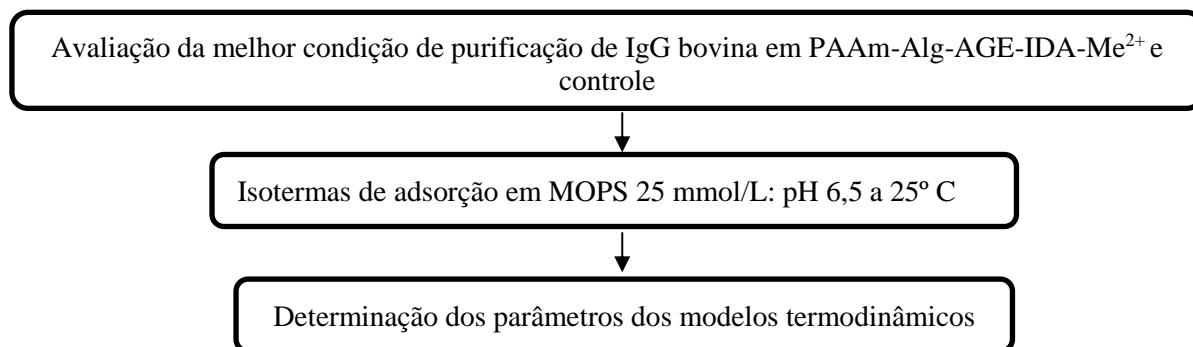 Avaliação da melhor condição de purificação de IgG bovina em PAAm-Alg-AGE-IDA-Me²⁺ e
controle
Isotermas de adsorção em MOPS 25 mmol/L: pH 6,5 a 25º C
Determinação dos parâmetros dos modelos termodinâmicos